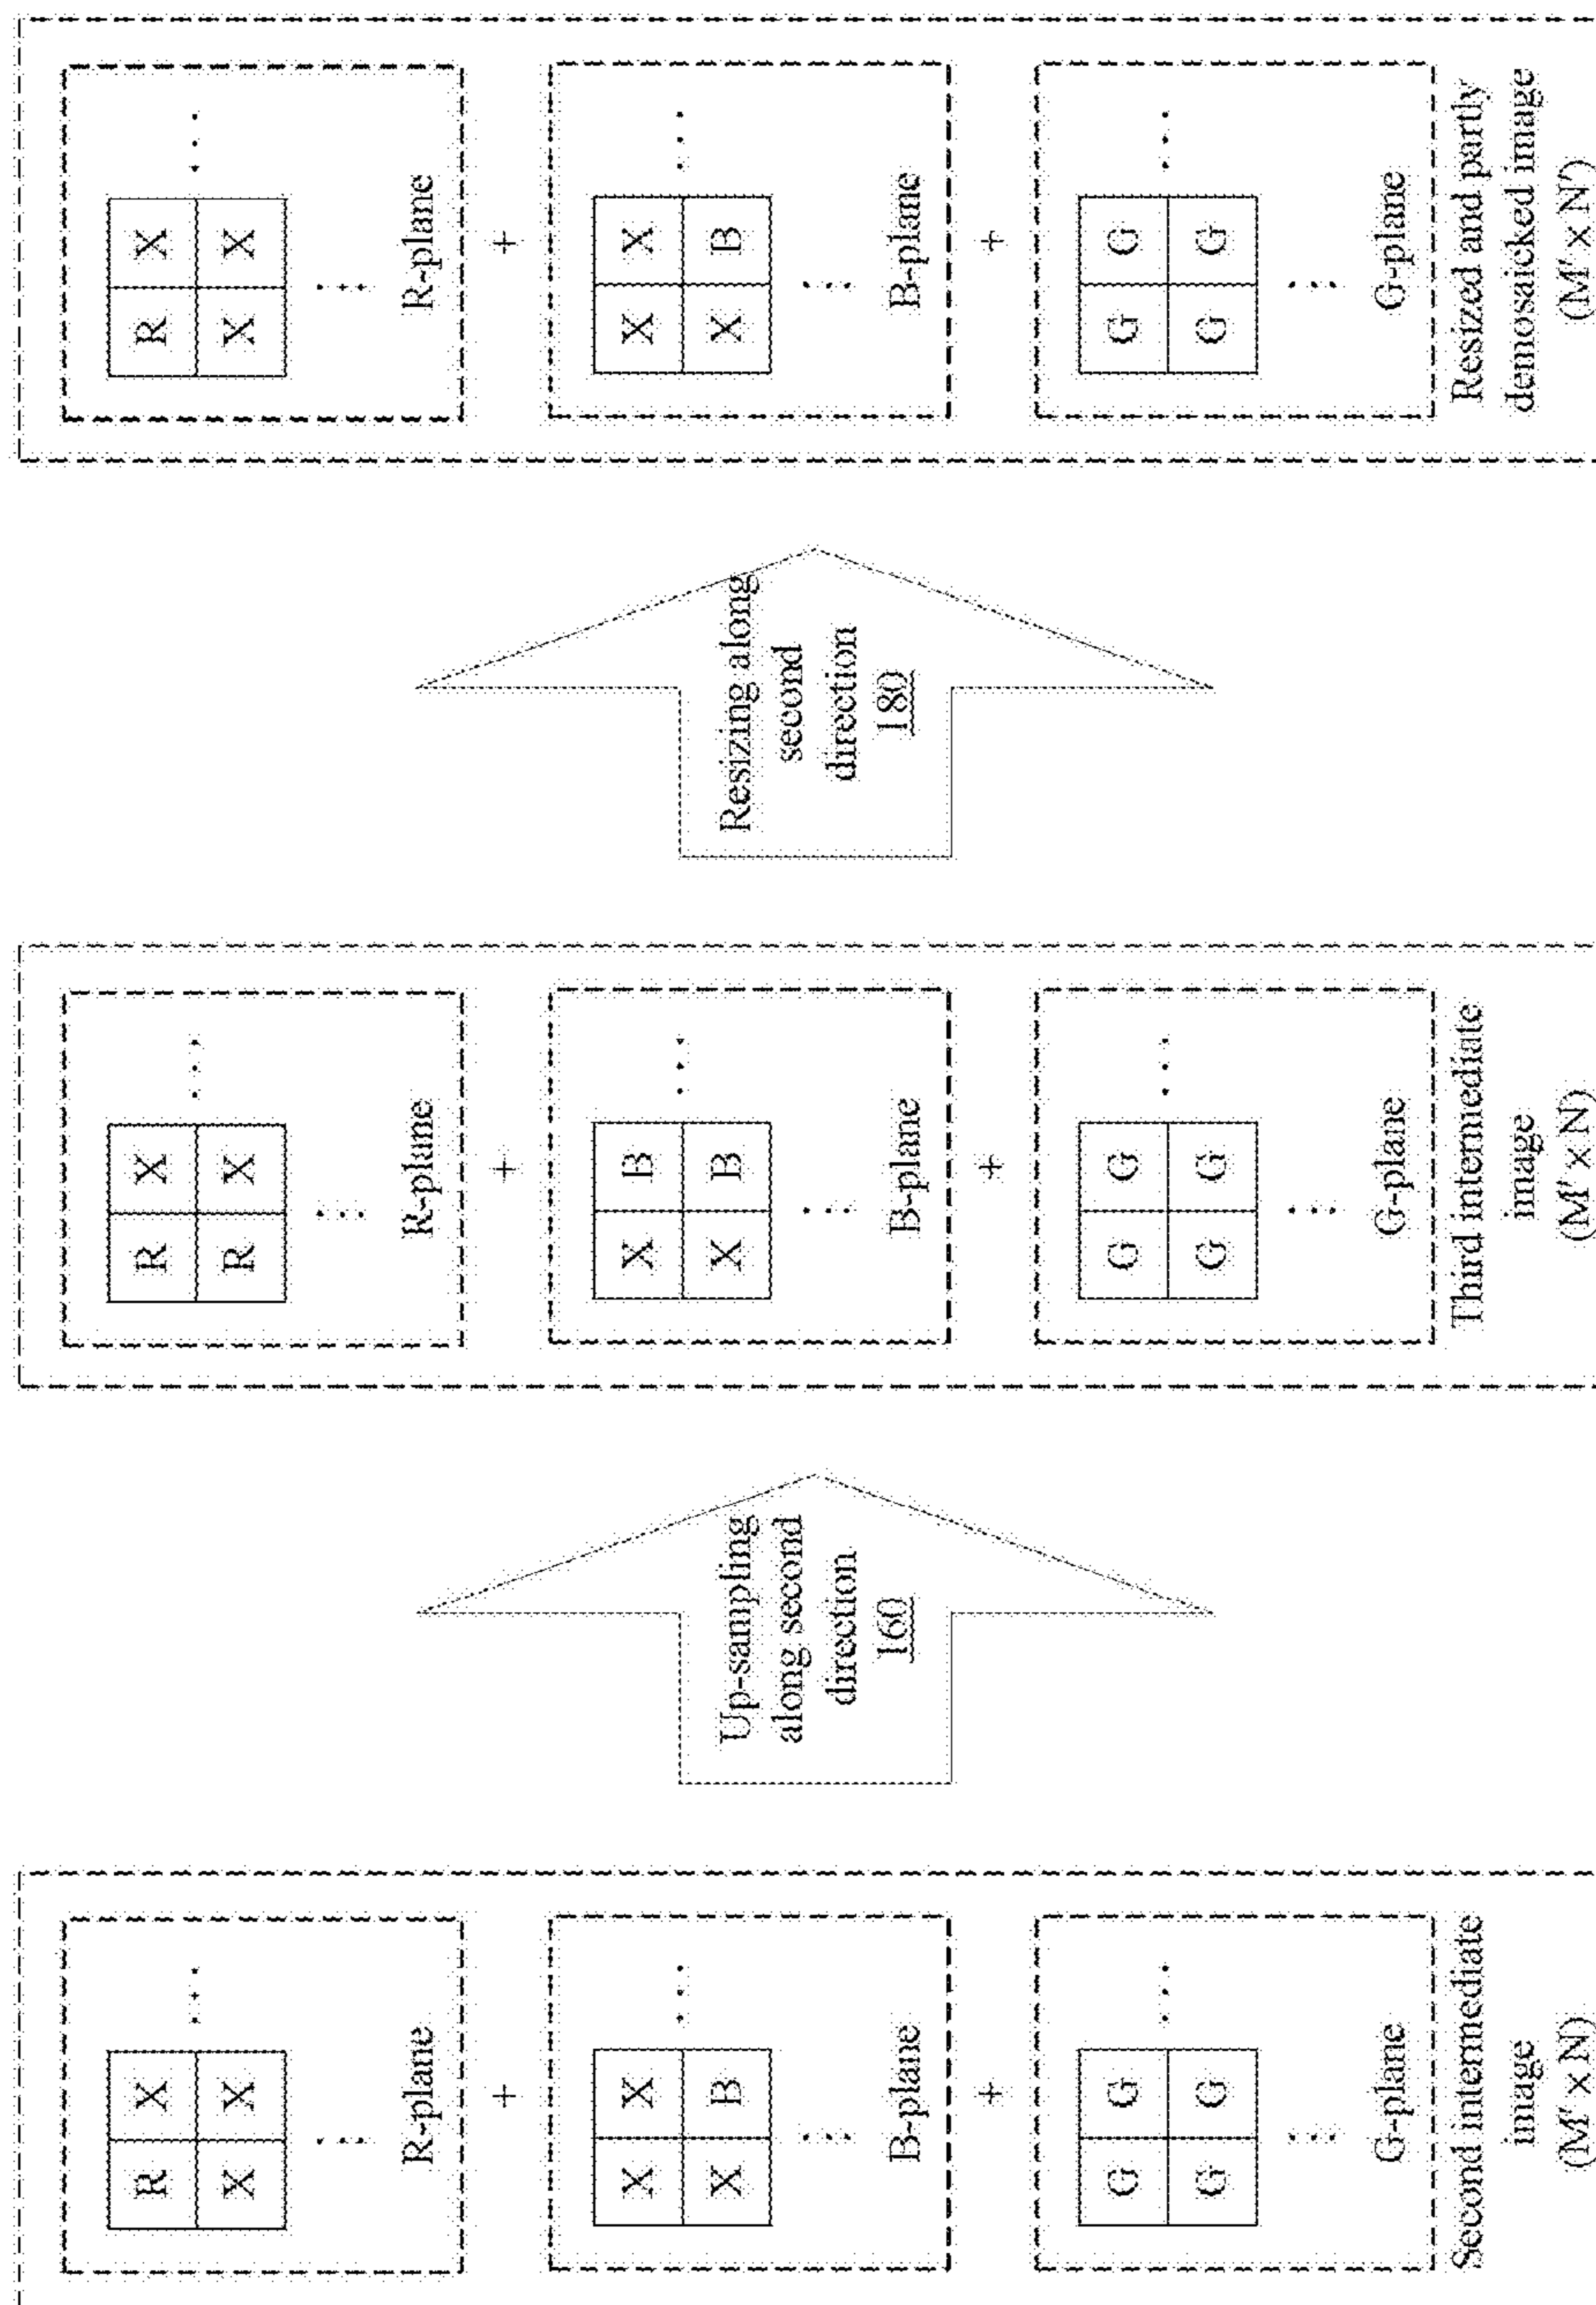 R X
X X
...
⋮
R-plane
+
X X
X B
...
⋮
B-plane
+
G G
G G
...
⋮
G-plane
Second intermediate
image
(M′ × N)
Up-sampling
along second
direction
160
R X
R X
...
⋮
R-plane
+
X B
X B
...
⋮
B-plane
+
G G
G G
...
⋮
G-plane
Third intermediate
image
(M′ × N)
Resizing along
second
direction
180
R X
X X
...
⋮
R-plane
+
X X
X B
...
⋮
B-plane
+
G G
G G
...
⋮
G-plane
Resized and partly
demosaicked image
(M′ × N′)